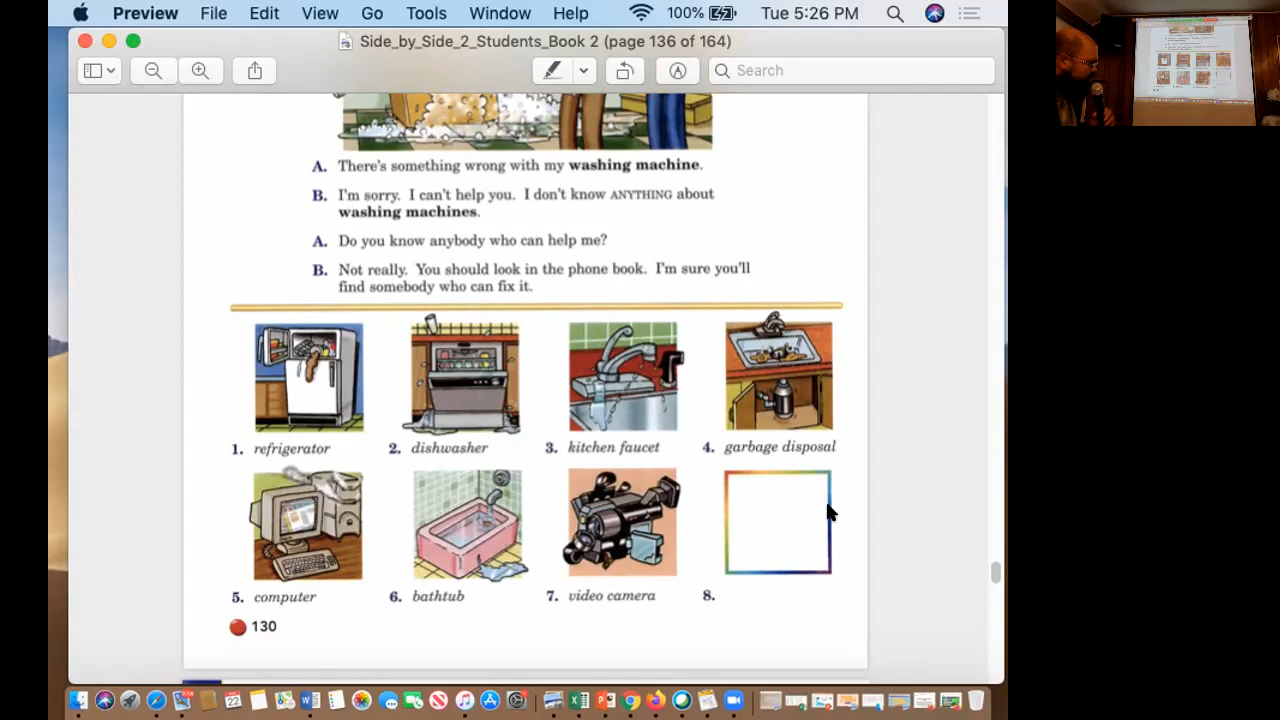 Preview File Edit View Go Tools Window Help 100% Tue 5:26 PM
Side_by_Side_2_Students_Book 2 (page 136 of 164)
Search
A. There's something wrong with my washing machine.
B. I'm sorry. I can't help you. I don't know ANYTHING about
washing machines.
A. Do you know anybody who can help me?
B. Not really. You should look in the phone book. I'm sure you'll
find somebody who can fix it.
1. refrigerator 2. dishwasher 3. kitchen faucet 4. garbage disposal
5. computer 6. bathtub 7. video camera 8.
130